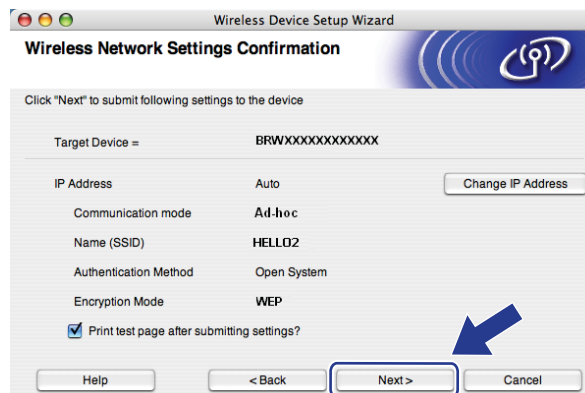 Wireless Device Setup Wizard
Wireless Network Settings Confirmation
Click "Next" to submit following settings to the device
Target Device = BRWXXXXXXXXXXXX
IP Address Auto Change IP Address
Communication mode Ad-hoc
Name (SSID) HELLO2
Authentication Method Open System
Encryption Mode WEP
Print test page after submitting settings?
Help < Back Next > Cancel